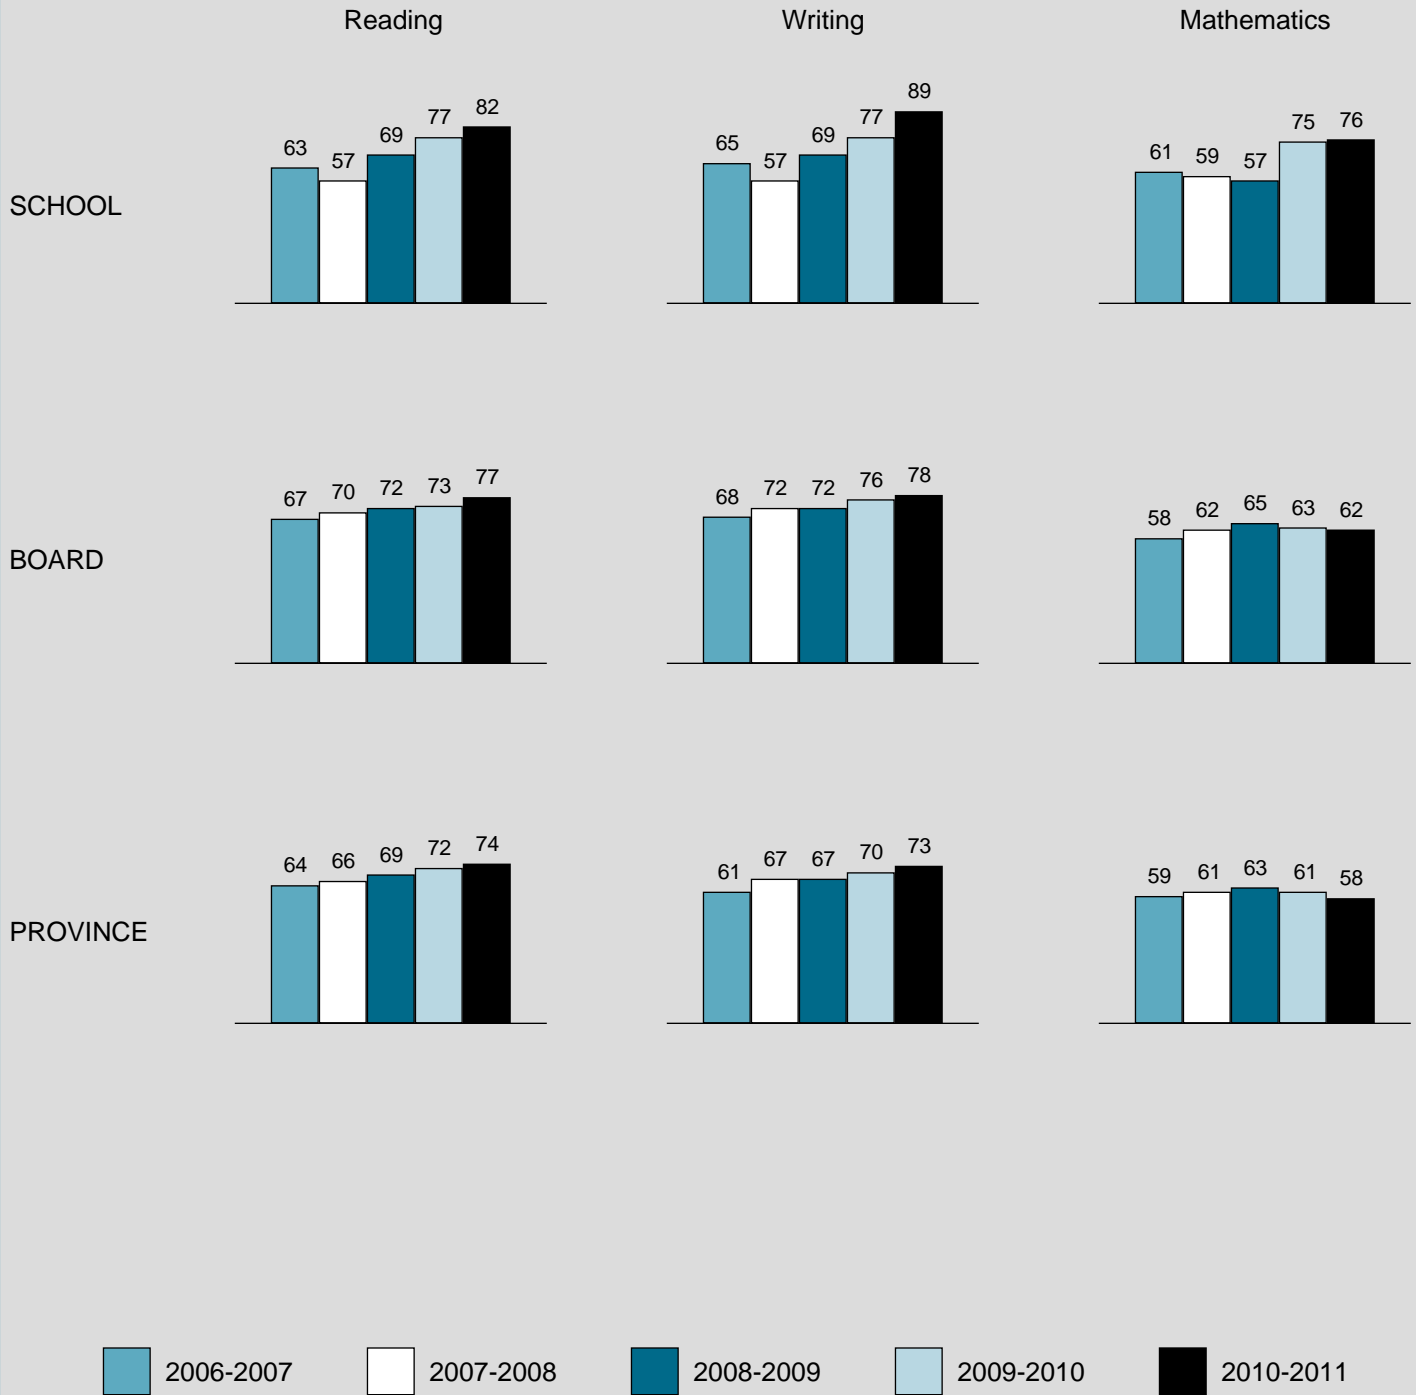 Reading Writing Mathematics
SCHOOL
63 57 69 77 82
65 57 69 77 89
61 59 57 75 76
BOARD
67 70 72 73 77
68 72 72 76 78
58 62 65 63 62
PROVINCE
64 66 69 72 74
61 67 67 70 73
59 61 63 61 58
2006-2007 2007-2008 2008-2009 2009-2010 2010-2011